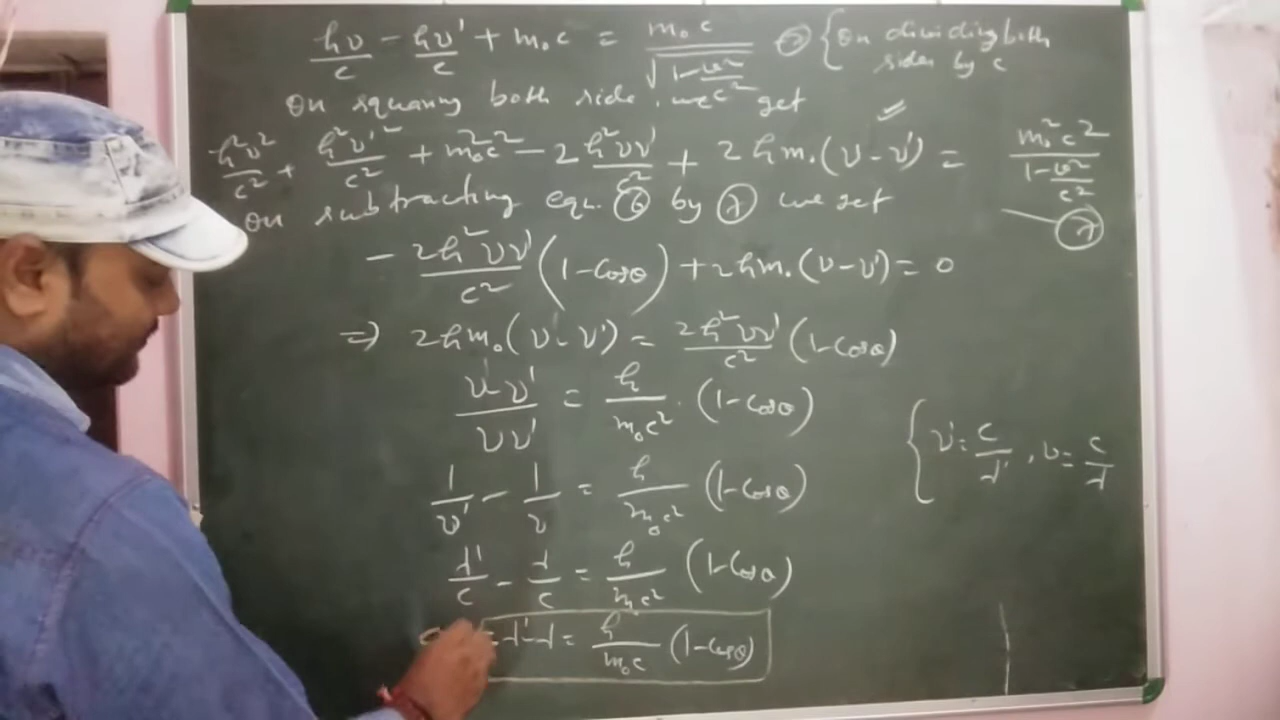 hν/c - hν'/c + m₀c = m₀c/√(1-v²/c²) { On dividing both
sides by c
On squaring both side, we get
h²ν²/c² + h²ν'²/c² + m₀²c² - 2h²νν'/c² + 2hm₀(ν-ν') = m₀²c²/(1-v²/c²)
On subtracting equ. ⑥ by ⑦ we get ⑦
- 2h²νν'/c² (1-Cosθ) + 2hm₀(ν-ν') = 0
⇒ 2hm₀(ν-ν') = 2h²νν'/c² (1-Cosθ)
ν-ν'/νν' = h/m₀c² · (1-Cosθ) { ν' = c/λ', ν = c/λ
1/ν' - 1/ν = h/m₀c² (1-Cosθ)
λ'/c - λ/c = h/m₀c² (1-Cosθ)
= λ'-λ = h/m₀c (1-Cosθ)